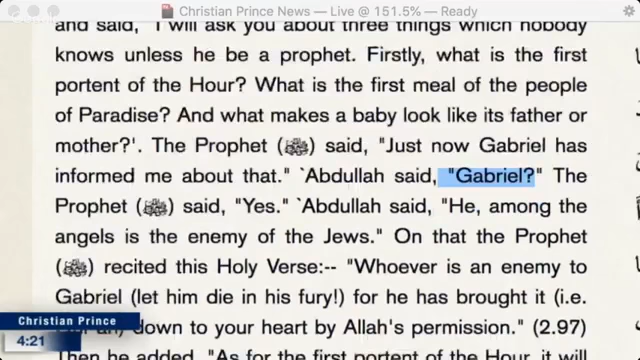 Christian Prince News — Live @ 151.5% — Ready
and said, "I will ask you about three things which nobody
knows unless he be a prophet. Firstly, what is the first
portent of the Hour? What is the first meal of the people
of Paradise? And what makes a baby look like its father or
mother?'. The Prophet (ﷺ) said, "Just now Gabriel has
informed me about that." `Abdullah said, "Gabriel?" The
Prophet (ﷺ) said, "Yes." `Abdullah said, "He, among the
angels is the enemy of the Jews." On that the Prophet
(ﷺ) recited this Holy Verse:-- "Whoever is an enemy to
Gabriel (let him die in his fury!) for he has brought it (i.e.
down to your heart by Allah's permission." (2.97)
Then he added, "As for the first portent of the Hour, it will
Christian Prince
4:21